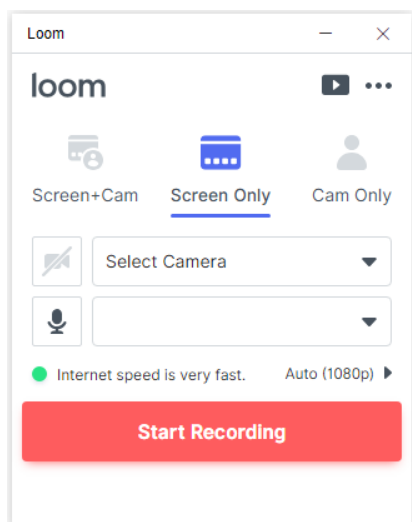 Loom
loom
Screen+Cam Screen Only Cam Only
Select Camera
Internet speed is very fast. Auto (1080p)
Start Recording